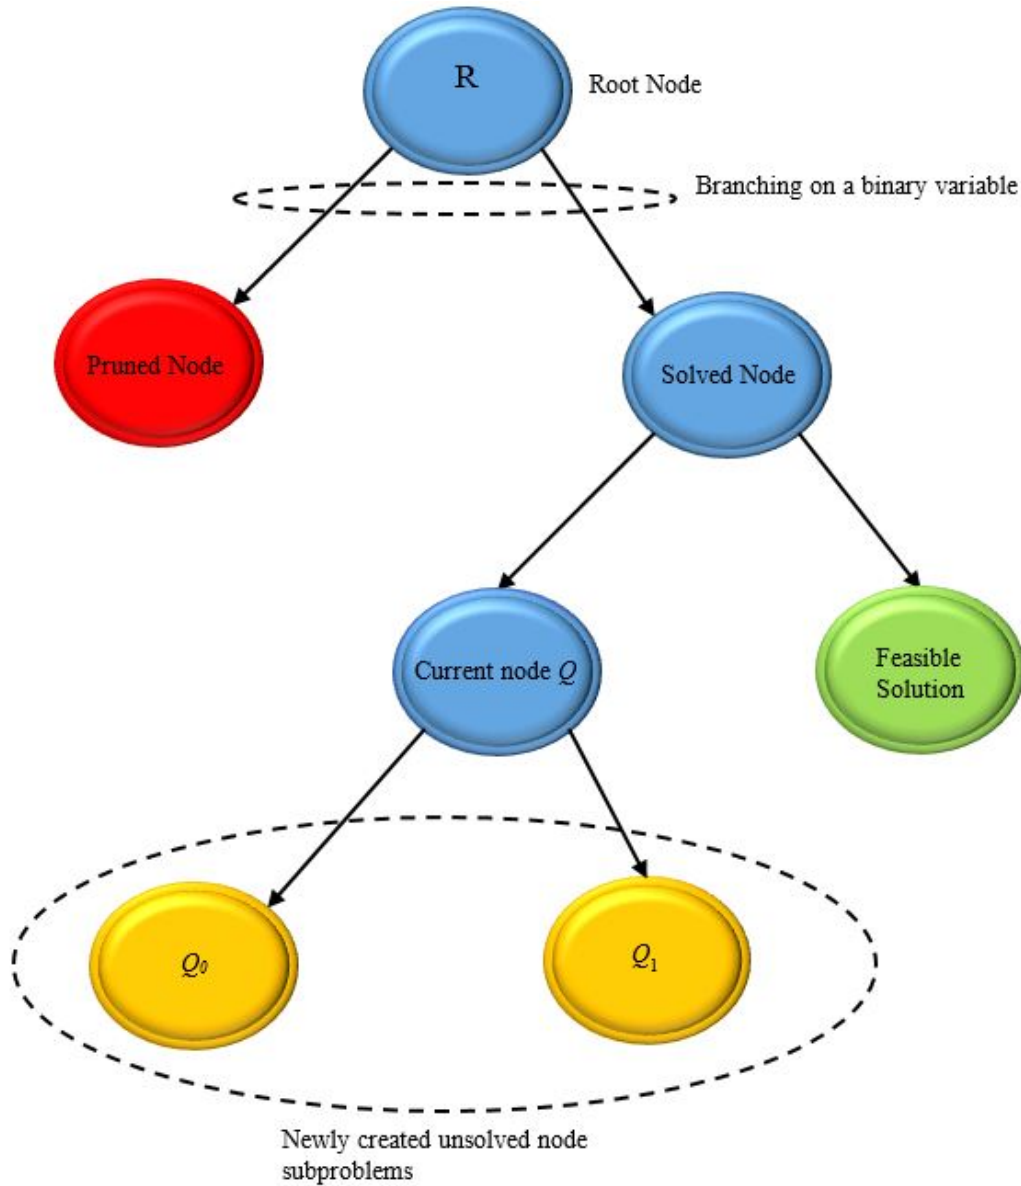 R
Root Node
Branching on a binary variable
Pruned Node
Solved Node
Current node Q
Feasible
Solution
Q₀
Q₁
Newly created unsolved node
subproblems